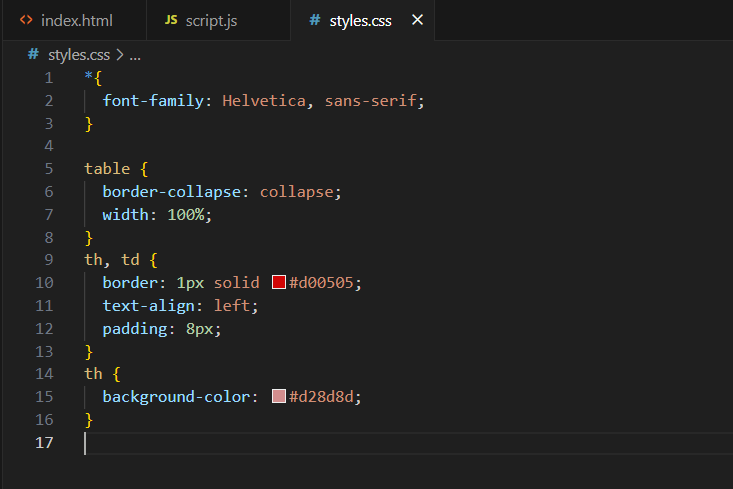 <> index.html JS script.js # styles.css ×
# styles.css > ...
1 *{
2 font-family: Helvetica, sans-serif;
3 }
4
5 table {
6 border-collapse: collapse;
7 width: 100%;
8 }
9 th, td {
10 border: 1px solid #d00505;
11 text-align: left;
12 padding: 8px;
13 }
14 th {
15 background-color: #d28d8d;
16 }
17